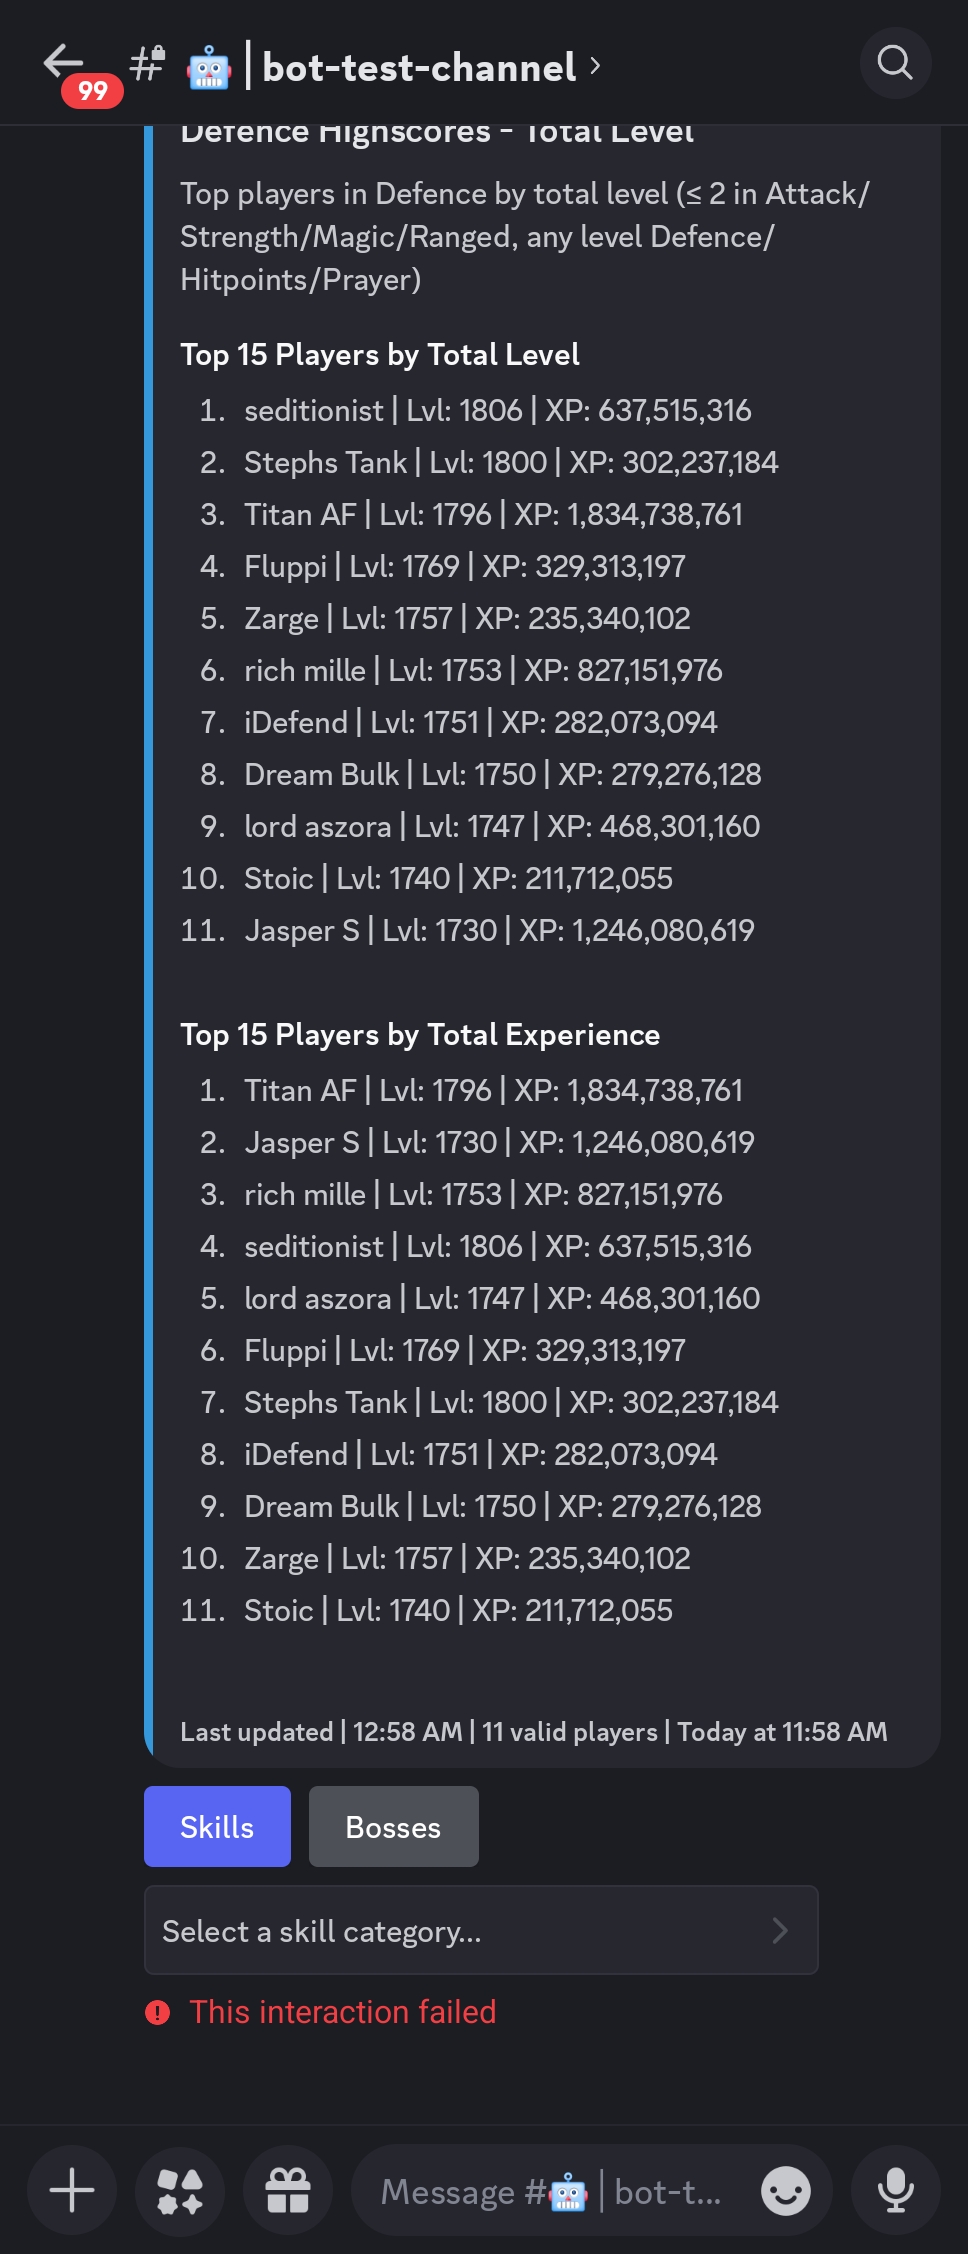 99
# 🤖 | bot-test-channel ›
Defence Highscores - Total Level
Top players in Defence by total level (≤ 2 in Attack/
Strength/Magic/Ranged, any level Defence/
Hitpoints/Prayer)
Top 15 Players by Total Level
1. seditionist | Lvl: 1806 | XP: 637,515,316
2. Stephs Tank | Lvl: 1800 | XP: 302,237,184
3. Titan AF | Lvl: 1796 | XP: 1,834,738,761
4. Fluppi | Lvl: 1769 | XP: 329,313,197
5. Zarge | Lvl: 1757 | XP: 235,340,102
6. rich mille | Lvl: 1753 | XP: 827,151,976
7. iDefend | Lvl: 1751 | XP: 282,073,094
8. Dream Bulk | Lvl: 1750 | XP: 279,276,128
9. lord aszora | Lvl: 1747 | XP: 468,301,160
10. Stoic | Lvl: 1740 | XP: 211,712,055
11. Jasper S | Lvl: 1730 | XP: 1,246,080,619
Top 15 Players by Total Experience
1. Titan AF | Lvl: 1796 | XP: 1,834,738,761
2. Jasper S | Lvl: 1730 | XP: 1,246,080,619
3. rich mille | Lvl: 1753 | XP: 827,151,976
4. seditionist | Lvl: 1806 | XP: 637,515,316
5. lord aszora | Lvl: 1747 | XP: 468,301,160
6. Fluppi | Lvl: 1769 | XP: 329,313,197
7. Stephs Tank | Lvl: 1800 | XP: 302,237,184
8. iDefend | Lvl: 1751 | XP: 282,073,094
9. Dream Bulk | Lvl: 1750 | XP: 279,276,128
10. Zarge | Lvl: 1757 | XP: 235,340,102
11. Stoic | Lvl: 1740 | XP: 211,712,055
Last updated | 12:58 AM | 11 valid players | Today at 11:58 AM
Skills Bosses
Select a skill category...
This interaction failed
Message #🤖 | bot-t...